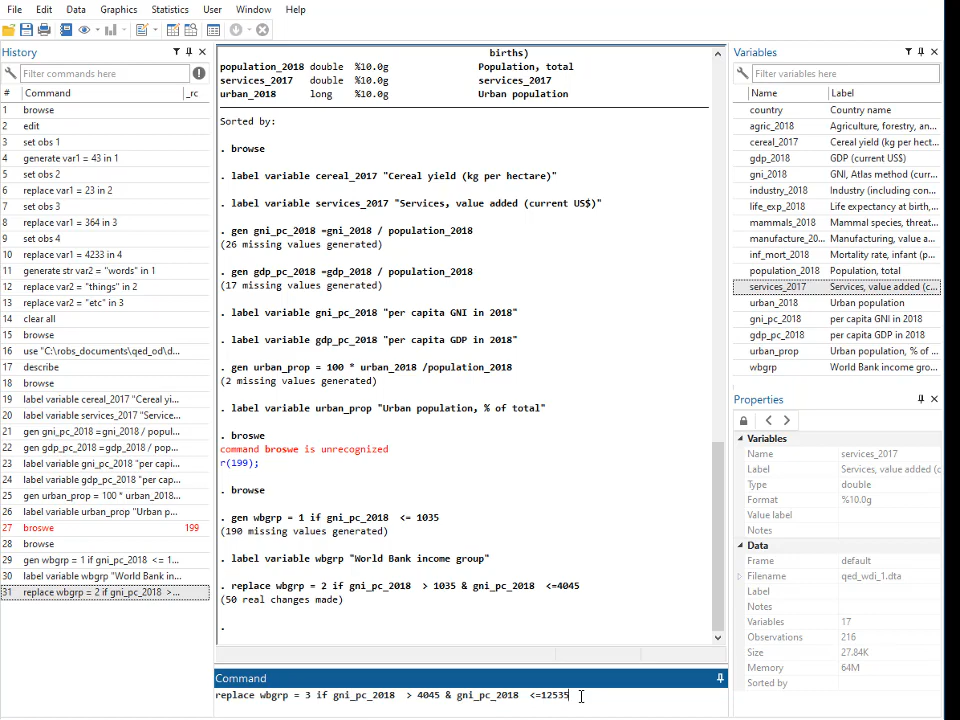 File Edit Data Graphics Statistics User Window Help
History
Filter commands here
# Command _rc
1 browse
2 edit
3 set obs 1
4 generate var1 = 43 in 1
5 set obs 2
6 replace var1 = 23 in 2
7 set obs 3
8 replace var1 = 364 in 3
9 set obs 4
10 replace var1 = 4233 in 4
11 generate str var2 = "words" in 1
12 replace var2 = "things" in 2
13 replace var2 = "etc" in 3
14 clear all
15 browse
16 use "C:\robs_documents\qed_od\d...
17 describe
18 browse
19 label variable cereal_2017 "Cereal yi...
20 label variable services_2017 "Service...
21 gen gni_pc_2018 =gni_2018 / popul...
22 gen gdp_pc_2018 =gdp_2018 / pop...
23 label variable gni_pc_2018 "per capi...
24 label variable gdp_pc_2018 "per cap...
25 gen urban_prop = 100 * urban_2018...
26 label variable urban_prop "Urban p...
27 broswe 199
28 browse
29 gen wbgrp = 1 if gni_pc_2018 <= 1...
30 label variable wbgrp "World Bank in...
31 replace wbgrp = 2 if gni_pc_2018 >...
births)
population_2018 double %10.0g Population, total
services_2017 double %10.0g services_2017
urban_2018 long %10.0g Urban population
Sorted by:
. browse
. label variable cereal_2017 "Cereal yield (kg per hectare)"
. label variable services_2017 "Services, value added (current US$)"
. gen gni_pc_2018 =gni_2018 / population_2018
(26 missing values generated)
. gen gdp_pc_2018 =gdp_2018 / population_2018
(17 missing values generated)
. label variable gni_pc_2018 "per capita GNI in 2018"
. label variable gdp_pc_2018 "per capita GDP in 2018"
. gen urban_prop = 100 * urban_2018 /population_2018
(2 missing values generated)
. label variable urban_prop "Urban population, % of total"
. broswe
command broswe is unrecognized
r(199);
. browse
. gen wbgrp = 1 if gni_pc_2018 <= 1035
(190 missing values generated)
. label variable wbgrp "World Bank income group"
. replace wbgrp = 2 if gni_pc_2018 > 1035 & gni_pc_2018 <=4045
(50 real changes made)
.
Command
replace wbgrp = 3 if gni_pc_2018 > 4045 & gni_pc_2018 <=12535
Variables
Filter variables here
Name Label
country Country name
agric_2018 Agriculture, forestry, an...
cereal_2017 Cereal yield (kg per hect...
gdp_2018 GDP (current US$)
gni_2018 GNI, Atlas method (curr...
industry_2018 Industry (including con...
life_exp_2018 Life expectancy at birth,...
mammals_2018 Mammal species, threat...
manufacture_20... Manufacturing, value a...
inf_mort_2018 Mortality rate, infant (p...
population_2018 Population, total
services_2017 Services, value added (c...
urban_2018 Urban population
gni_pc_2018 per capita GNI in 2018
gdp_pc_2018 per capita GDP in 2018
urban_prop Urban population, % of...
wbgrp World Bank income gro...
Properties
Variables
Name services_2017
Label Services, value added (c
Type double
Format %10.0g
Value label
Notes
Data
Frame default
Filename qed_wdi_1.dta
Label
Notes
Variables 17
Observations 216
Size 27.84K
Memory 64M
Sorted by